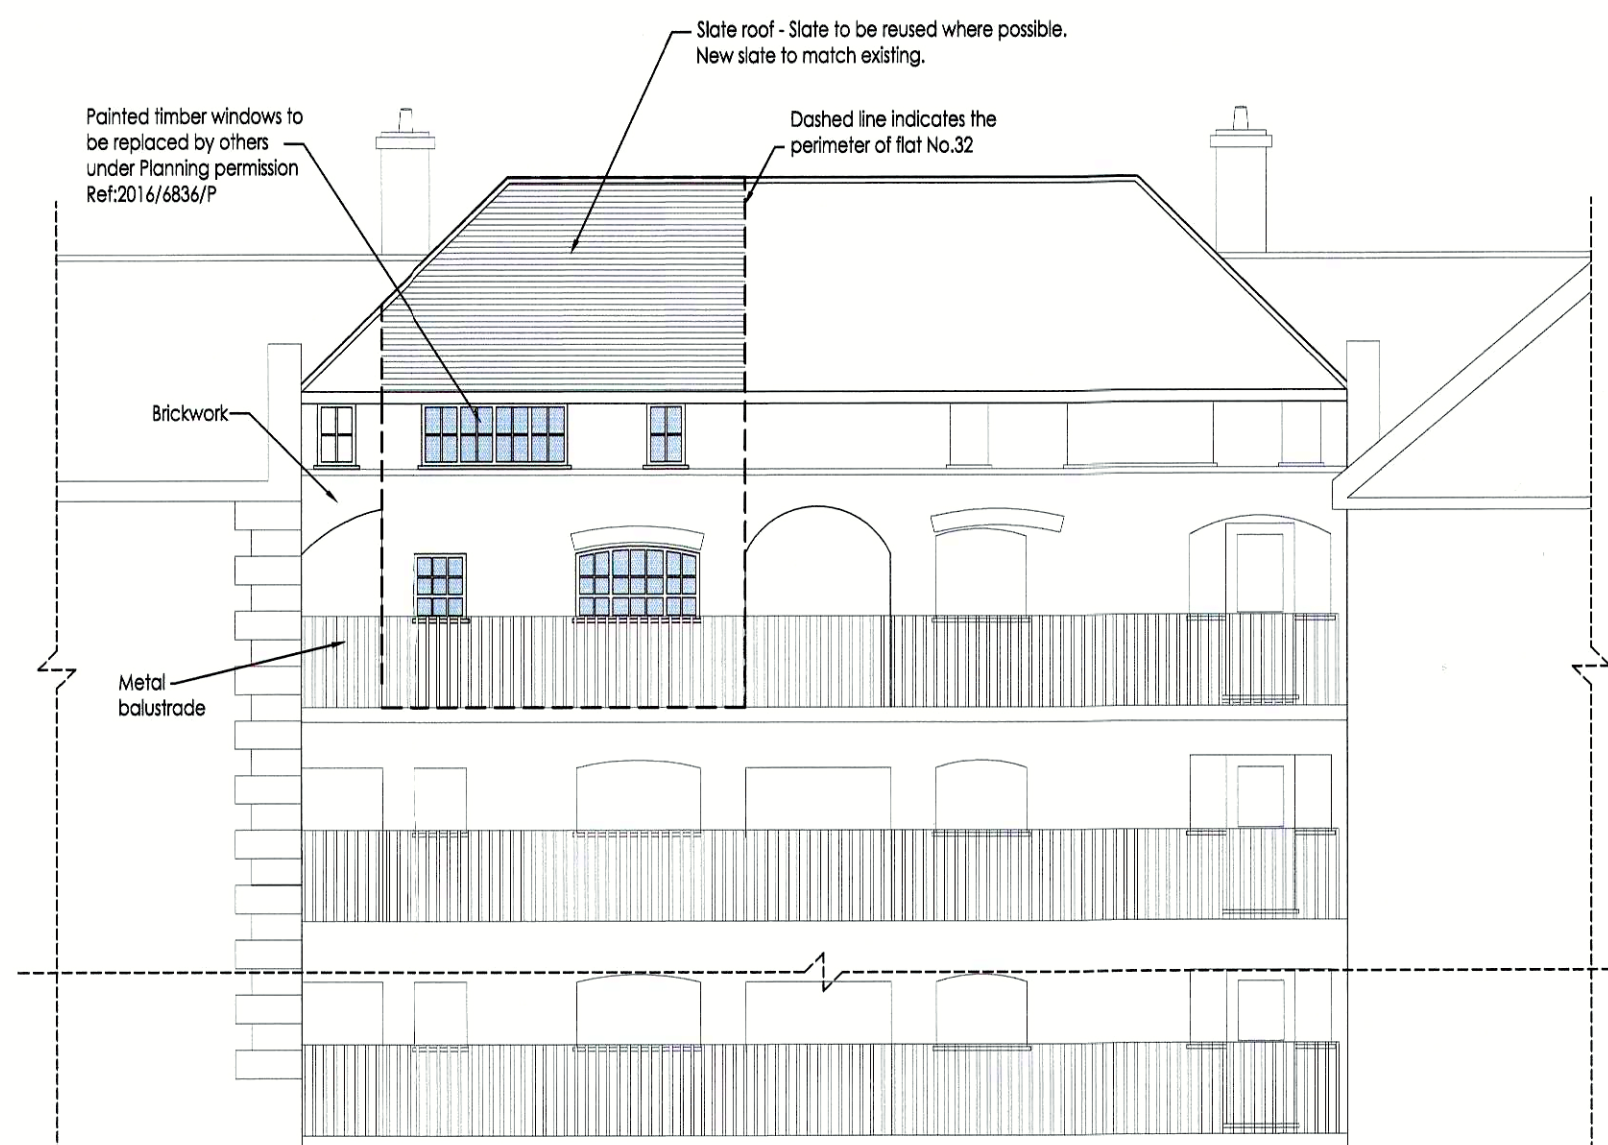 Slate roof - Slate to be reused where possible.
New slate to match existing.
Painted timber windows to
be replaced by others
under Planning permission
Ref:2016/6836/P
Dashed line indicates the
perimeter of flat No.32
Brickwork
Metal
balustrade